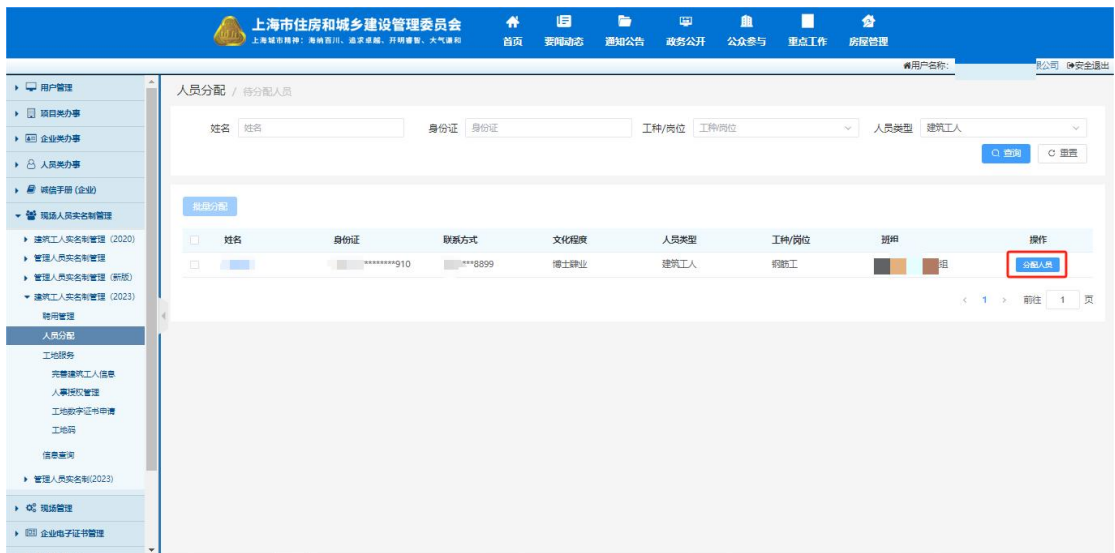 上海市住房和城乡建设管理委员会
上海城市精神：海纳百川、追求卓越、开明睿智、大气谦和
首页 要闻动态 通知公告 政务公开 公众参与 重点工作 房屋管理
用户名称： 限公司 安全退出
用户管理
项目类办事
企业类办事
人员类办事
诚信手册(企业)
现场人员实名制管理
建筑工人实名制管理（2020）
管理人员实名制管理
管理人员实名制管理（新版）
建筑工人实名制管理（2023）
聘用管理
人员分配
工地服务
完善建筑工人信息
人事授权管理
工地数字证书申请
工地码
信息查询
管理人员实名制(2023)
现场管理
企业电子证书管理
人员分配 / 待分配人员
姓名 姓名 身份证 身份证 工种/岗位 工种/岗位 人员类型 建筑工人
查询 重置
批量分配
姓名 身份证 联系方式 文化程度 人员类型 工种/岗位 班组 操作
********910 ***8899 博士肄业 建筑工人 钢筋工 组 分配人员
< 1 > 前往 1 页